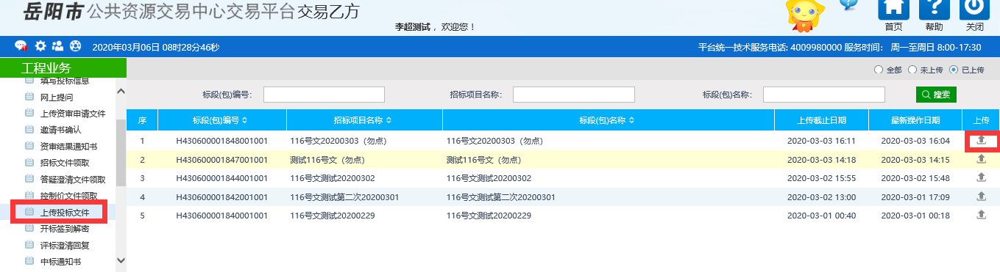 岳阳市 公共资源交易中心交易平台 交易乙方
李超测试 ，欢迎您！
首页 帮助 关闭
2020年03月06日 08时28分46秒 平台统一技术服务电话: 4009980000 服务时间: 周一至周日 8:00-17:30
工程业务
全部 未上传 已上传
填写投标信息
网上提问
上传资审申请文件
邀请书确认
资审结果通知书
招标文件领取
答疑澄清文件领取
控制价文件领取
上传投标文件
开标签到解密
评标澄清回复
中标通知书
标段(包)编号: 招标项目名称: 标段(包)名称: 搜索
序 标段(包)编号 招标项目名称 标段(包)名称 上传截止日期 最新操作日期 上传
1 H430600001848001001 116号文20200303（勿点） 116号文20200303（勿点） 2020-03-03 16:11 2020-03-03 16:04
2 H430600001847001001 测试116号文（勿点） 测试116号文（勿点） 2020-03-03 14:18 2020-03-03 14:15
3 H430600001844001001 116号文测试20200302 116号文测试20200302 2020-03-02 15:55 2020-03-02 15:48
4 H430600001842001001 116号文测试第二次20200301 116号文测试第二次20200301 2020-03-02 13:00 2020-03-01 17:09
5 H430600001840001001 116号文测试20200229 116号文测试20200229 2020-03-01 00:40 2020-03-01 00:18